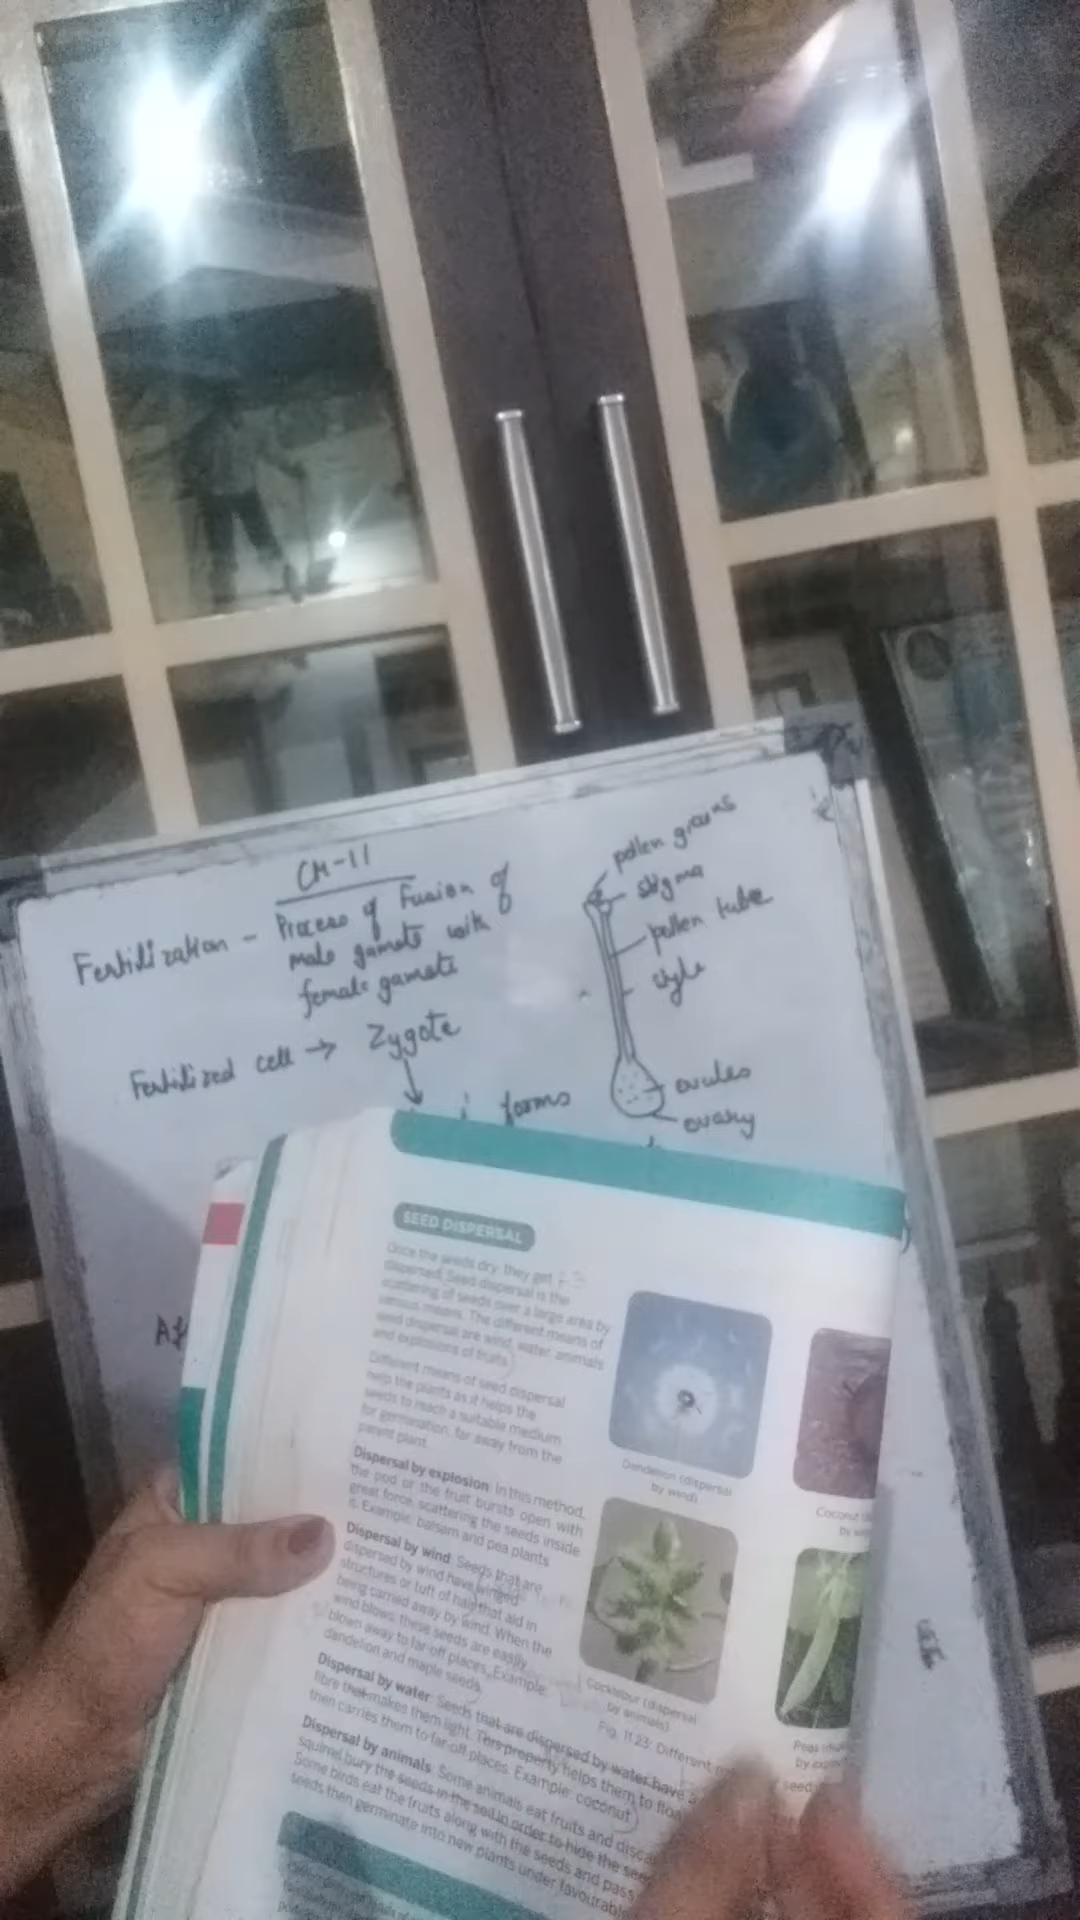 CH-11
Fertilization - Process of Fusion of
male gamete with
female gamete
Fertilized cell → Zygote
forms
pollen grains
stigma
pollen tube
style
ovules
ovary
SEED DISPERSAL
Once the seeds dry, they get
dispersed. Seed dispersal is the
scattering of seeds over a large area by
various means. The different means of
seed dispersal are wind, water, animals
and explosions of fruits.
Different means of seed dispersal
help the plants as it helps the
seeds to reach a suitable medium
for germination, far away from the
parent plant.
Dispersal by explosion: In this method,
the pod or the fruit bursts open with
great force, scattering the seeds inside
it. Example: balsam and pea plants
Dispersal by wind: Seeds that are
dispersed by wind have winged
structures or tuft of hair that aid in
being carried away by wind. When the
wind blows, these seeds are easily
blown away to far-off places. Example:
dandelion and maple seeds
Dispersal by water: Seeds that are dispersed by water have a
fibre that makes them light. This property helps them to float
then carries them to far-off places. Example: coconut
Dispersal by animals: Some animals eat fruits and
squirrel bury the seeds in the soil in order to hide the
Some birds eat the fruits along with the seeds and pass
seeds then germinate into new plants under
Dandelion (dispersal
by wind)
Coconut
by
Cocklebur (dispersal
by animals)
Peas
by
Fig. 11.23: Different
seed